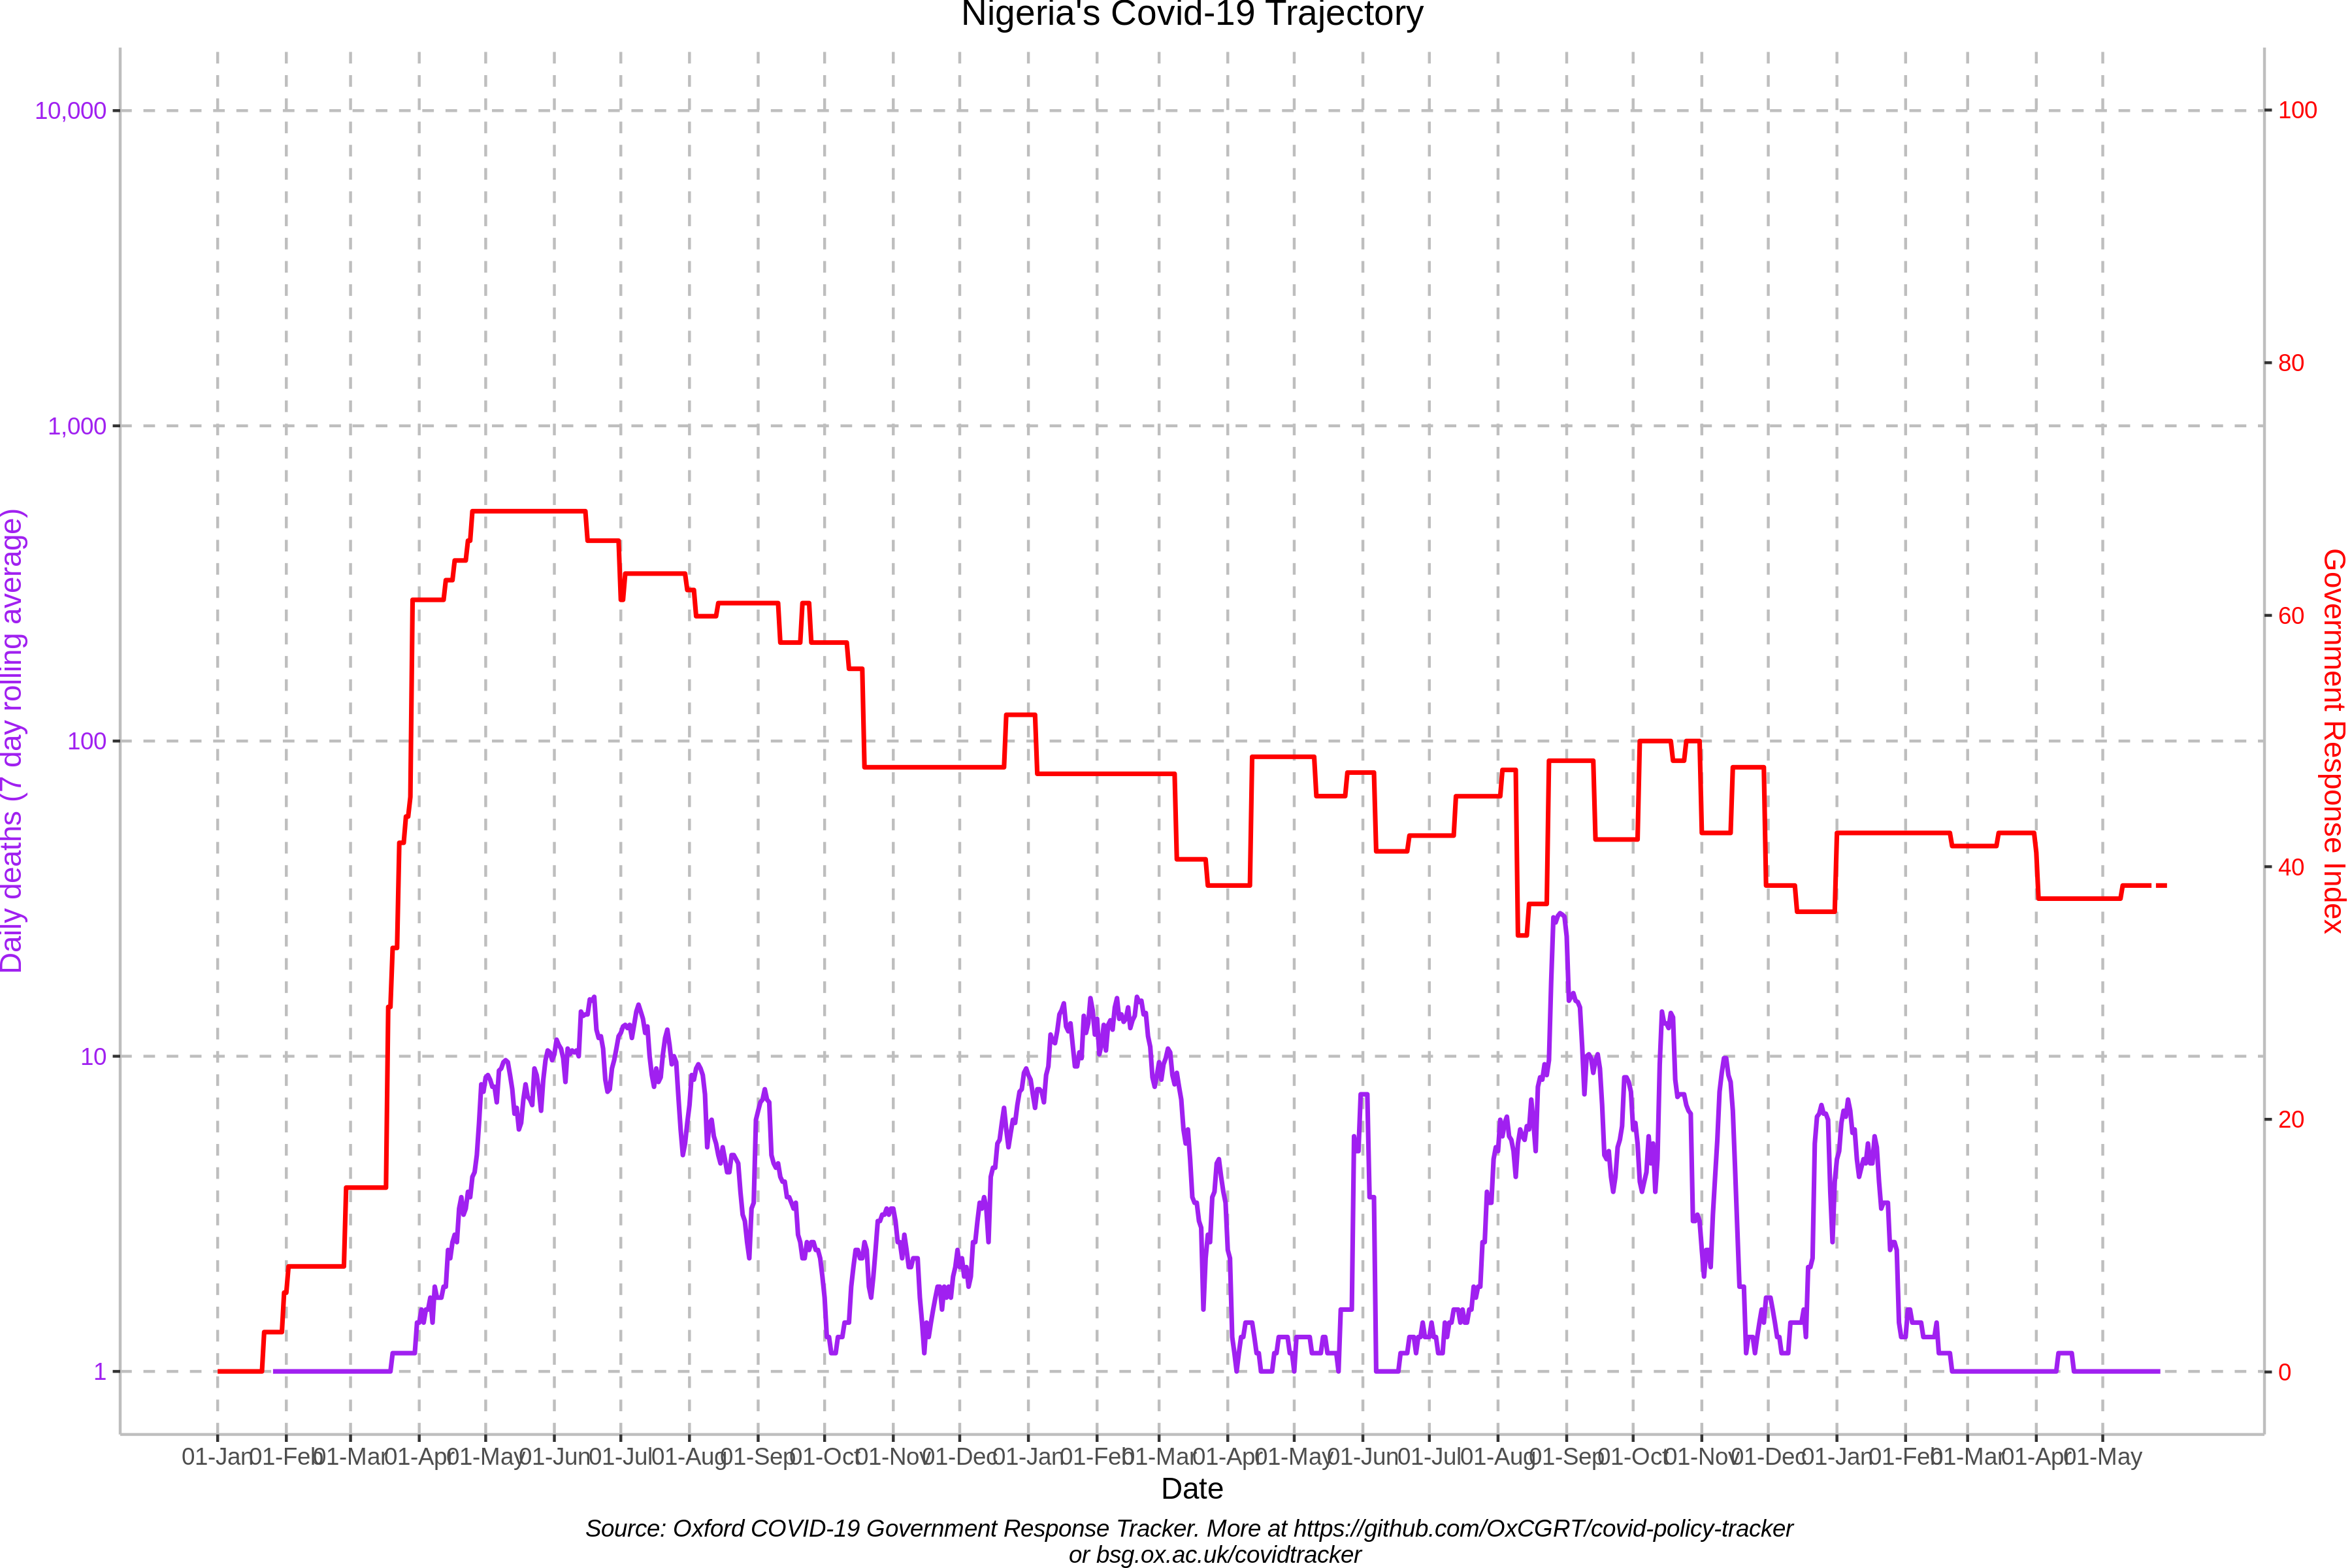 Nigeria's Covid-19 Trajectory
10,000
1,000
100
10
1
Daily deaths (7 day rolling average)
100
80
60
40
20
0
Government Response Index
01-Jan 01-Feb 01-Mar 01-Apr 01-May 01-Jun 01-Jul 01-Aug 01-Sep 01-Oct 01-Nov 01-Dec 01-Jan 01-Feb 01-Mar 01-Apr 01-May 01-Jun 01-Jul 01-Aug 01-Sep 01-Oct 01-Nov 01-Dec 01-Jan 01-Feb 01-Mar 01-Apr 01-May
Date
Source: Oxford COVID-19 Government Response Tracker. More at https://github.com/OxCGRT/covid-policy-tracker
or bsg.ox.ac.uk/covidtracker